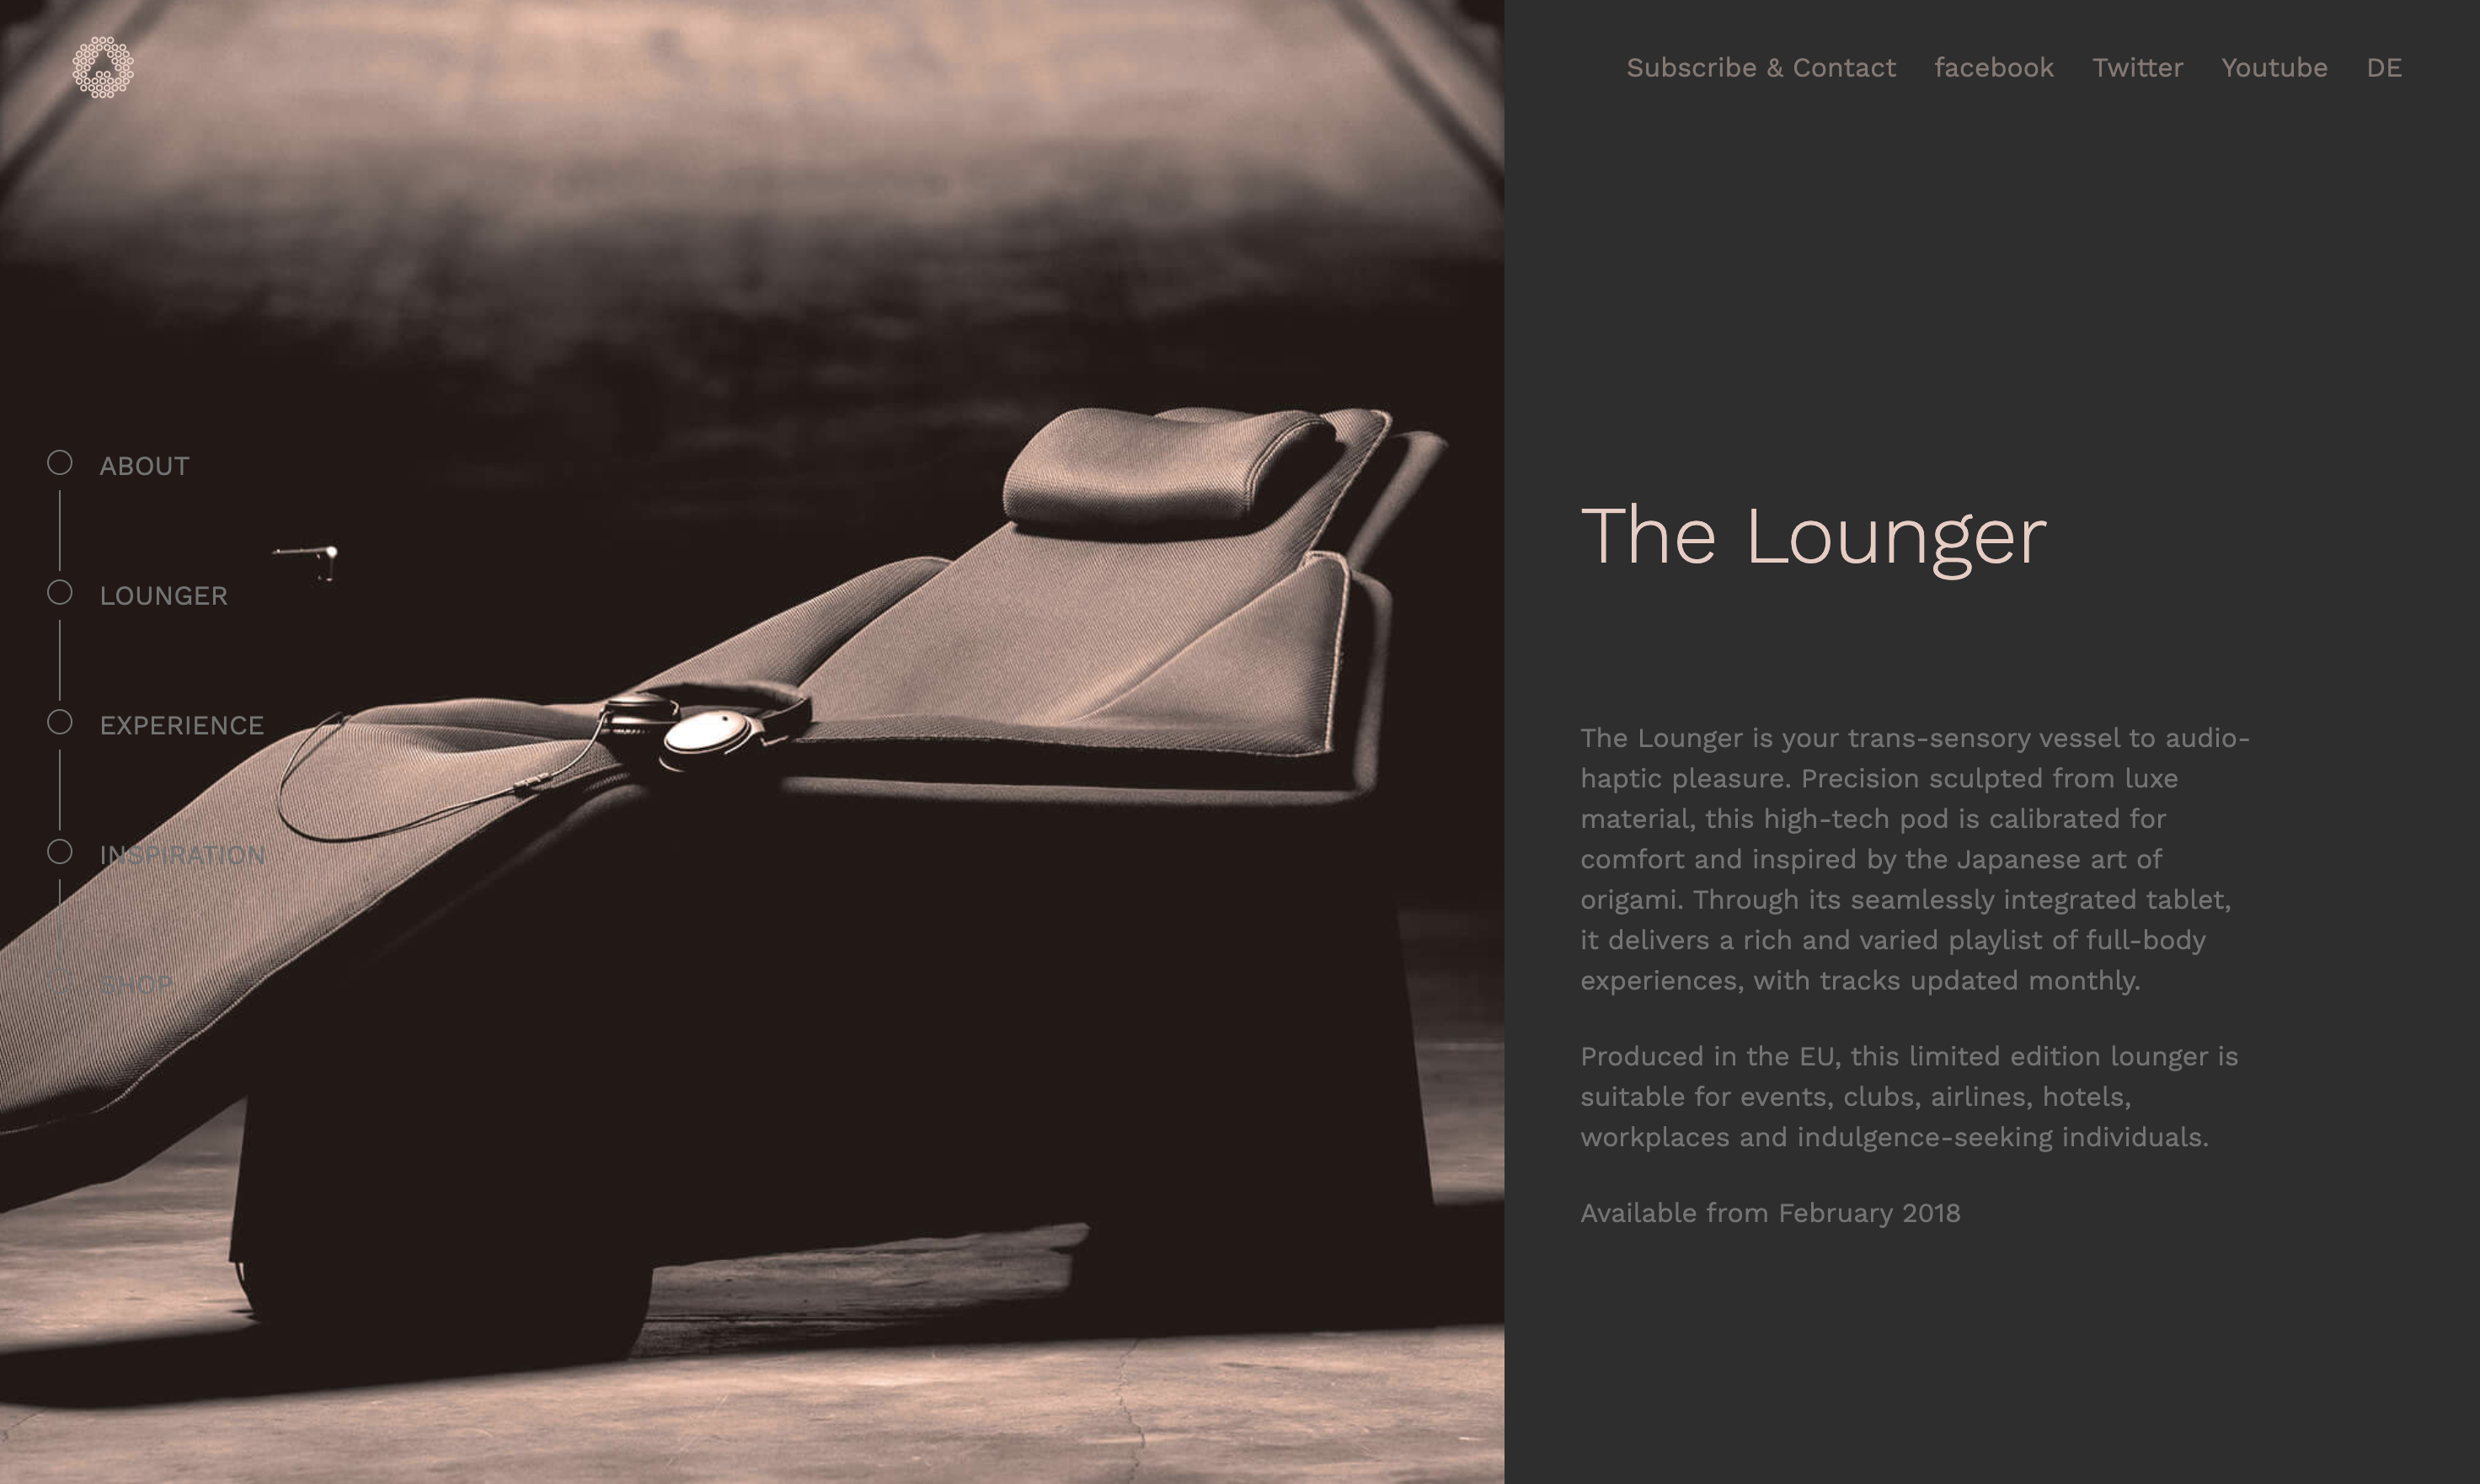 Subscribe & Contact facebook Twitter Youtube DE
ABOUT
LOUNGER
EXPERIENCE
INSPIRATION
SHOP
The Lounger
The Lounger is your trans-sensory vessel to audio-
haptic pleasure. Precision sculpted from luxe
material, this high-tech pod is calibrated for
comfort and inspired by the Japanese art of
origami. Through its seamlessly integrated tablet,
it delivers a rich and varied playlist of full-body
experiences, with tracks updated monthly.
Produced in the EU, this limited edition lounger is
suitable for events, clubs, airlines, hotels,
workplaces and indulgence-seeking individuals.
Available from February 2018